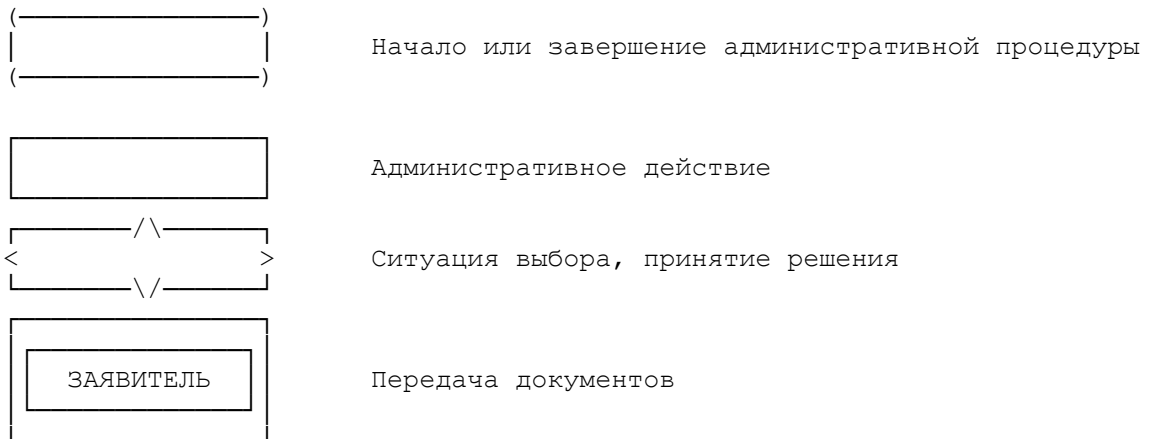 Начало или завершение административной процедуры
Административное действие
Ситуация выбора, принятие решения
ЗАЯВИТЕЛЬ Передача документов